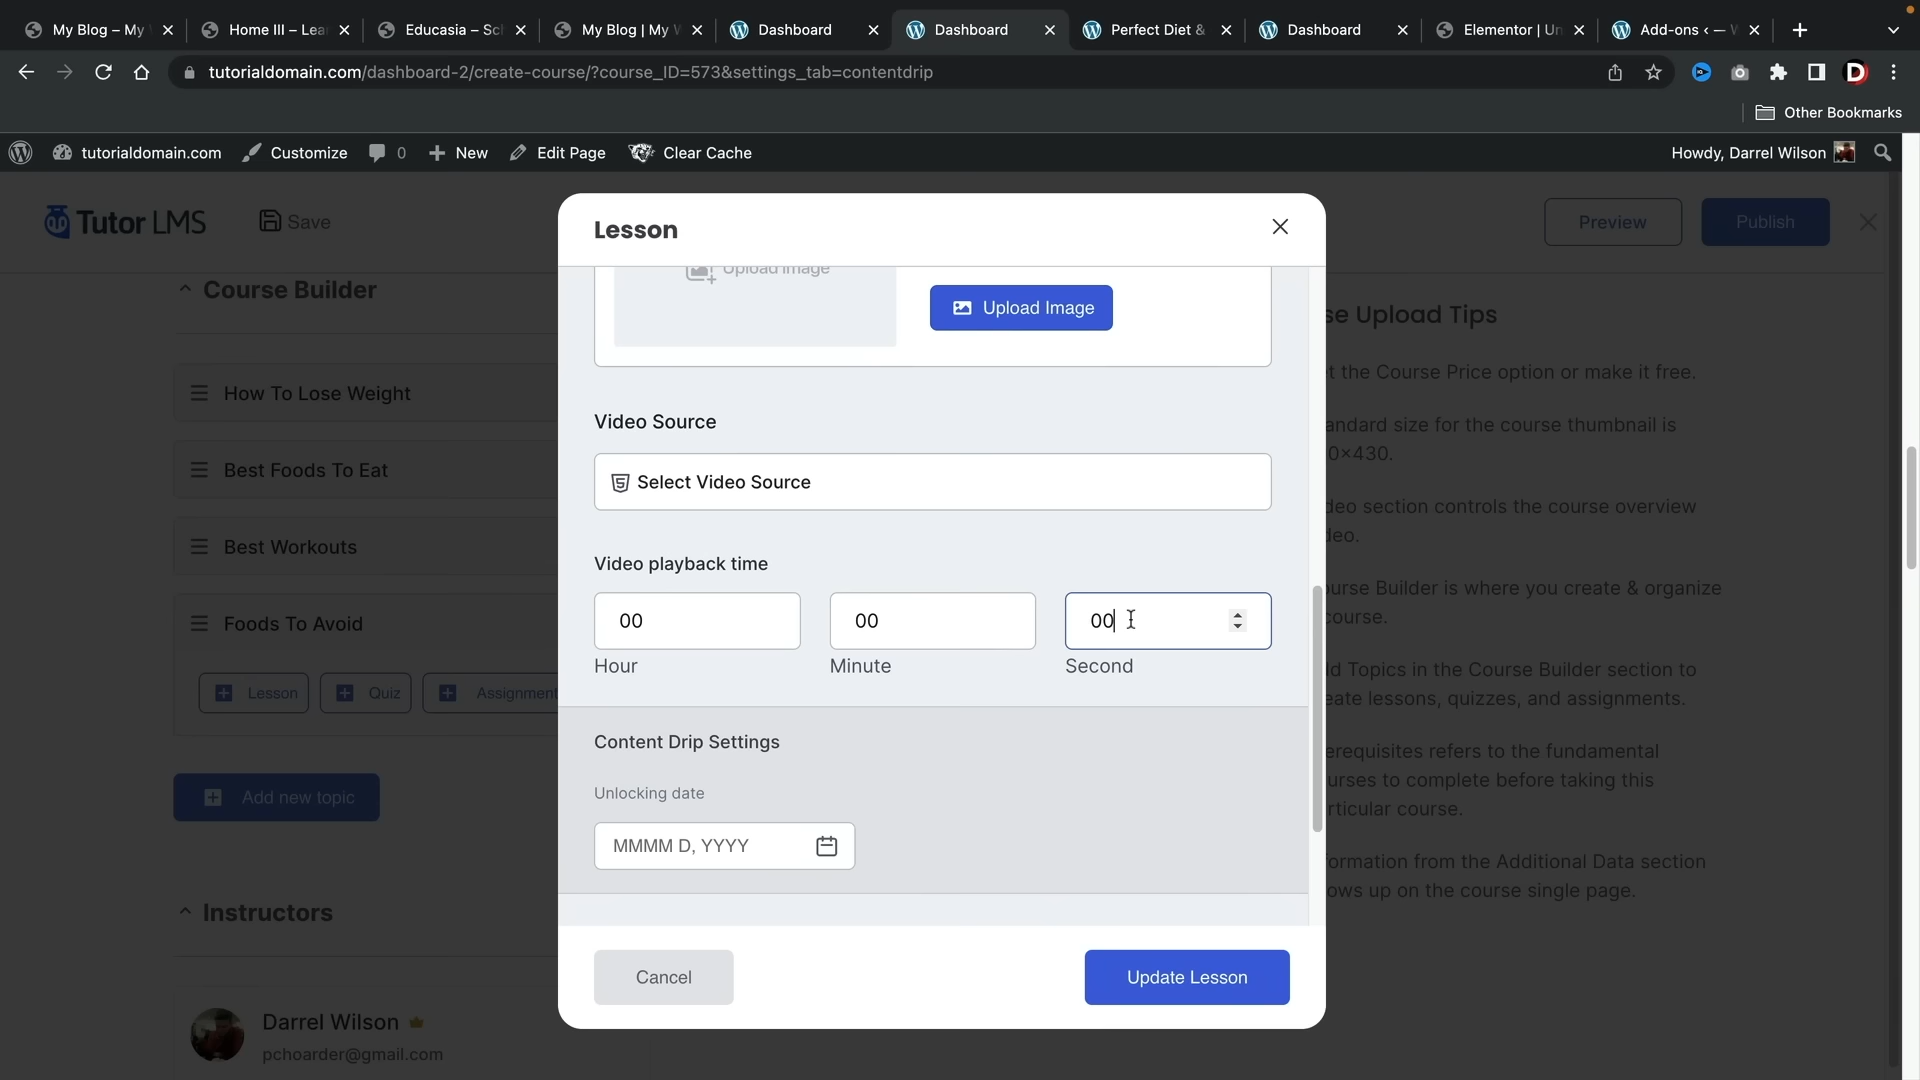 My Blog – My
Home III – Lea
Educasia – Sc
My Blog | My W
Dashboard
Dashboard
Perfect Diet &
Dashboard
Elementor | Un
Add-ons ‹ — W
tutorialdomain.com/dashboard-2/create-course/?course_ID=573&settings_tab=contentdrip
Other Bookmarks
tutorialdomain.com
Customize
0
New
Edit Page
Clear Cache
Howdy, Darrel Wilson
Tutor LMS
Save
Preview
Publish
Lesson
Upload Image
Upload Image
Course Builder
How To Lose Weight
Best Foods To Eat
Best Workouts
Foods To Avoid
Lesson
Quiz
Assignment
Add new topic
Instructors
Darrel Wilson
pchoarder@gmail.com
Video Source
Select Video Source
Video playback time
00
00
00
Hour
Minute
Second
Content Drip Settings
Unlocking date
MMMM D, YYYY
Cancel
Update Lesson
se Upload Tips
t the Course Price option or make it free.
andard size for the course thumbnail is
0×430.
deo section controls the course overview
deo.
ourse Builder is where you create & organize
course.
ld Topics in the Course Builder section to
eate lessons, quizzes, and assignments.
erequisites refers to the fundamental
urses to complete before taking this
rticular course.
formation from the Additional Data section
ows up on the course single page.